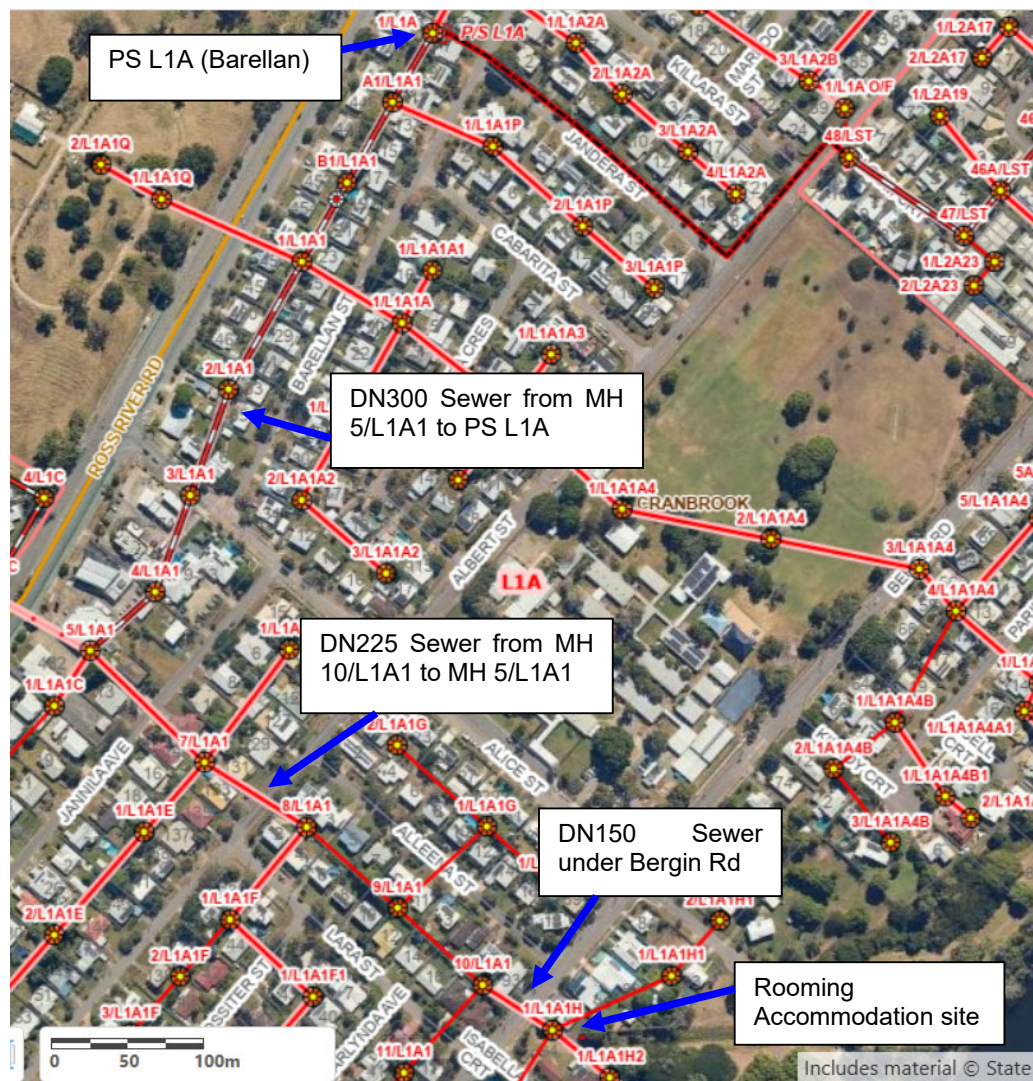 1/L1A
P/S L1A
1/L1A2A
PS L1A (Barellan)
A1/L1A1
2/L1A2A
KILLARA ST
MAROO ST
3/L1A2B
1/L1A O/F
1/L2A17
2/L2A17
1/L2A19
48/LST
46A/LST
47/LST
1/L2A23
2/L2A23
3/L1A2A
4/L1A2A
JANDERA ST
1/L1A1P
2/L1A1P
3/L1A1P
CABARITA ST
2/L1A1Q
1/L1A1Q
B1/L1A1
1/L1A1
1/L1A1A1
1/L1A1A
BARELLAN ST
1/L1A1A3
2/L1A1
ROSS RIVER RD
DN300 Sewer from MH
5/L1A1 to PS L1A
3/L1A1
4/L1C
2/L1A1A2
3/L1A1A2
ALBERT ST
1/L1A1A4
CRANBROOK
2/L1A1A4
3/L1A1A4
4/L1A1A4
5/L1A1A4
L1A
4/L1A1
5/L1A1
1/L1A1C
DN225 Sewer from MH
10/L1A1 to MH 5/L1A1
7/L1A1
JANNILA AVE
1/L1A1E
2/L1A1E
8/L1A1
2/L1A1G
1/L1A1G
ALICE ST
ALLEENA ST
9/L1A1
1/L1A1F
2/L1A1F
3/L1A1F
1/L1A1F1
LARA ST
10/L1A1
11/L1A1
DN150 Sewer
under Bergin Rd
1/L1A1A4B
2/L1A1A4B
3/L1A1A4B
1/L1A1A4A1
1/L1A1A4B1
2/L1A1H1
1/L1A1H1
1/L1A1H
1/L1A1H2
ISABELLA CRT
Rooming
Accommodation site
0 50 100m
Includes material © State